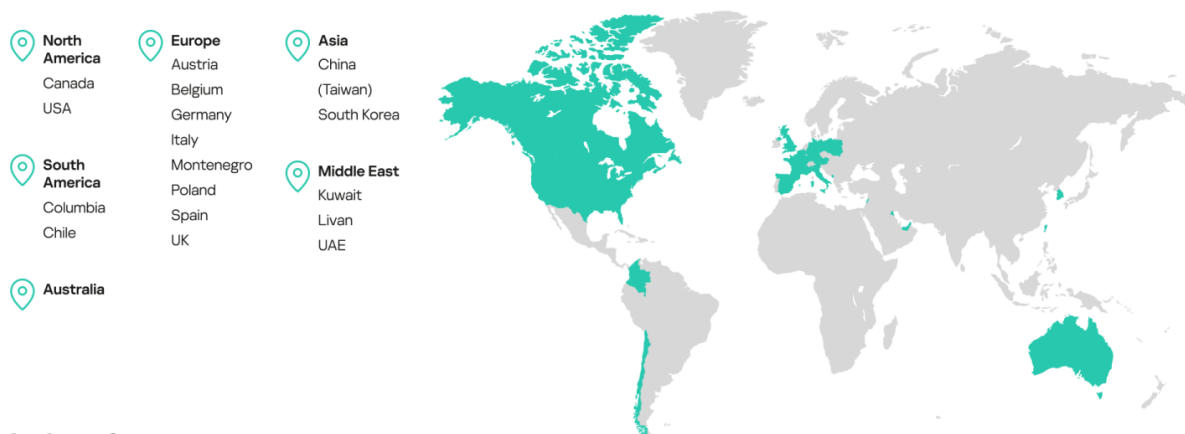 North
America
Canada
USA
South
America
Columbia
Chile
Australia
Europe
Austria
Belgium
Germany
Italy
Montenegro
Poland
Spain
UK
Asia
China
(Taiwan)
South Korea
Middle East
Kuwait
Livan
UAE